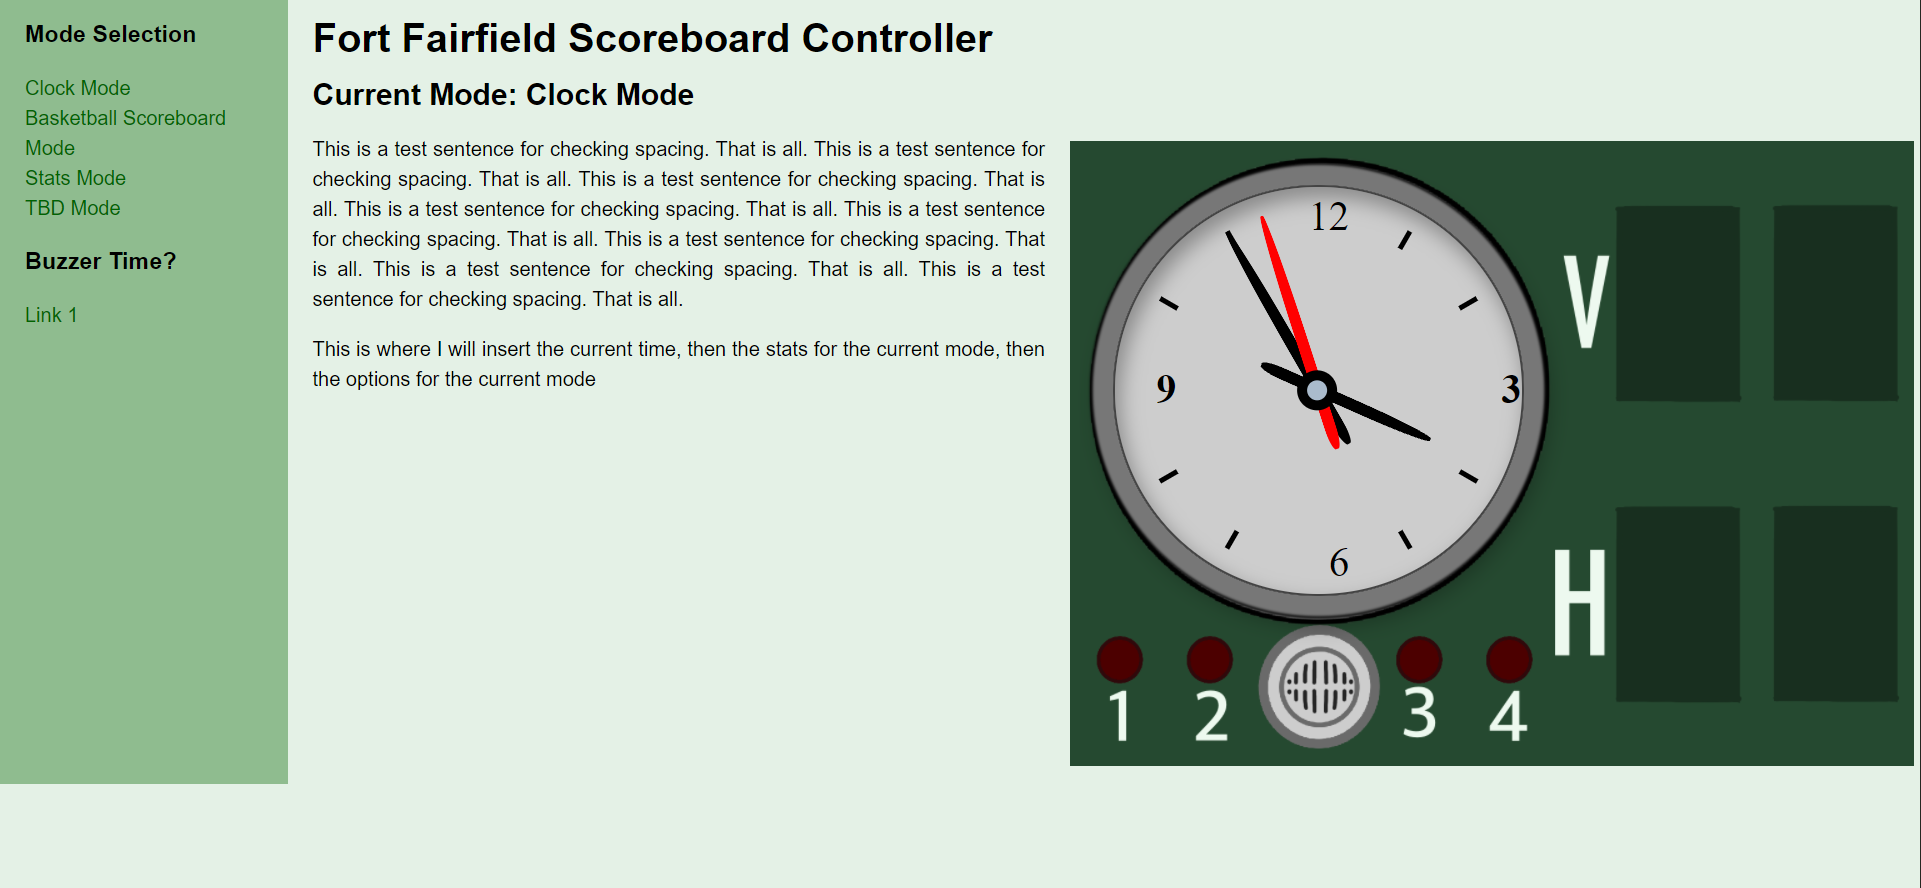 Mode Selection
Clock Mode
Basketball Scoreboard
Mode
Stats Mode
TBD Mode
Buzzer Time?
Link 1
Fort Fairfield Scoreboard Controller
Current Mode: Clock Mode
This is a test sentence for checking spacing. That is all. This is a test sentence for
checking spacing. That is all. This is a test sentence for checking spacing. That is
all. This is a test sentence for checking spacing. That is all. This is a test sentence
for checking spacing. That is all. This is a test sentence for checking spacing. That
is all. This is a test sentence for checking spacing. That is all. This is a test
sentence for checking spacing. That is all.
This is where I will insert the current time, then the stats for the current mode, then
the options for the current mode
12
9
3
6
V
H
1 2 3 4